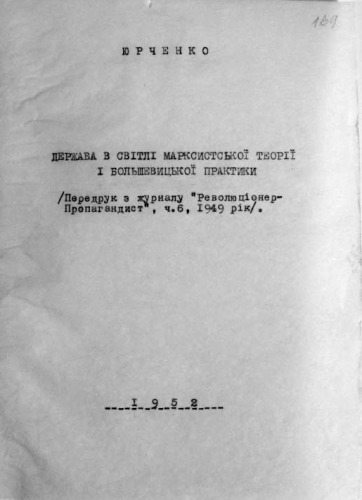 169
ЮРЧЕНКО
ДЕРЖАВА В СВІТЛІ МАРКСИСТСЬКОЇ ТЕОРІЇ
І БОЛЬШЕВИЦЬКОЇ ПРАКТИКИ
/Передрук з журналу "Революціонер-
Пропагандист", ч.6, 1949 рік/.
1952